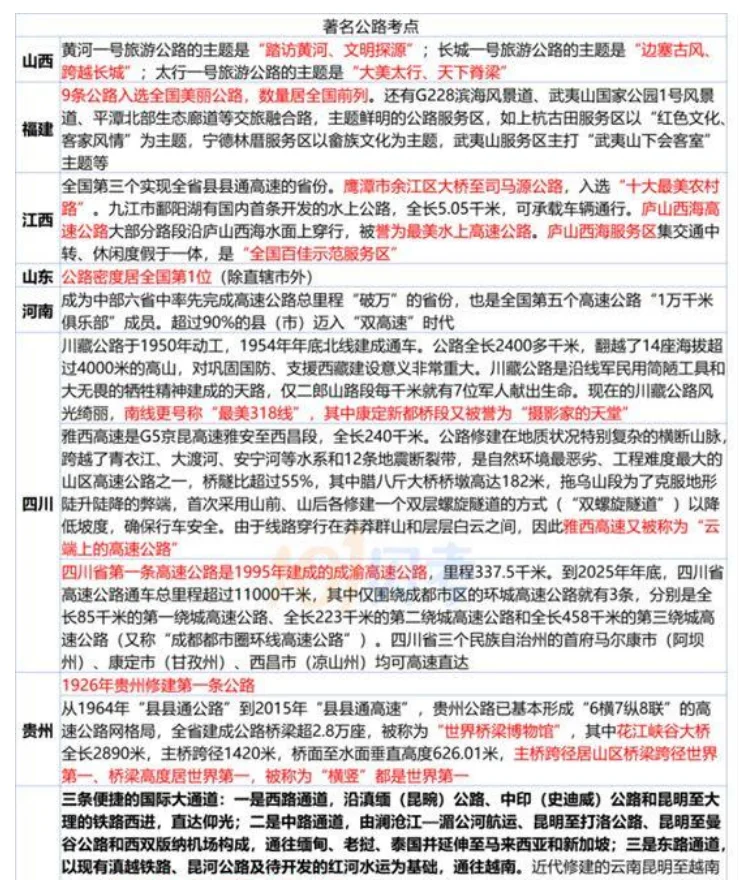 著名公路考点
山西
黄河一号旅游公路的主题是“踏访黄河、文明探源”；长城一号旅游公路的主题是“边塞古风、
跨越长城”；太行一号旅游公路的主题是“大美太行、天下脊梁”
福建
9条公路入选全国美丽公路，数量居全国前列。还有G228滨海风景道、武夷山国家公园1号风景
道、平潭北部生态廊道等交旅融合路，主题鲜明的公路服务区，如上杭古田服务区以“红色文化、
客家风情”为主题，宁德林厝服务区以畲族文化为主题，武夷山服务区主打“武夷山下会客室”
主题等
江西
全国第三个实现全省县县通高速的省份。鹰潭市余江区大桥至司马源公路，入选“十大最美农村
路”。九江市鄱阳湖有国内首条开发的水上公路，全长5.05千米，可承载车辆通行。庐山西海高
速公路大部分路段沿庐山西海水面上穿行，被誉为最美水上高速公路。庐山西海服务区集交通中
转、休闲度假于一体，是“全国百佳示范服务区”
山东
公路密度居全国第1位（除直辖市外）
河南
成为中部六省中率先完成高速公路总里程“破万”的省份，也是全国第五个高速公路“1万千米
俱乐部”成员。超过90%的县（市）迈入“双高速”时代
四川
川藏公路于1950年动工，1954年年底北线建成通车。公路全长2400多千米，翻越了14座海拔超
过4000米的高山，对巩固国防、支援西藏建设意义非常重大。川藏公路是沿线军民用简陋工具和
大无畏的牺牲精神建成的天路，仅二郎山路段每千米就有7位军人献出生命。现在的川藏公路风
光绮丽，南线更号称“最美318线”，其中康定新都桥段又被誉为“摄影家的天堂”
雅西高速是G5京昆高速雅安至西昌段，全长240千米。公路修建在地质状况特别复杂的横断山脉，
跨越了青衣江、大渡河、安宁河等水系和12条地震断裂带，是自然环境最恶劣、工程难度最大的
山区高速公路之一，桥隧比超过55%，其中腊八斤大桥桥墩高达182米，拖乌山段为了克服地形
陡升陡降的弊端，首次采用山前、山后各修建一个双层螺旋隧道的方式（“双螺旋隧道”）以降
低坡度，确保行车安全。由于线路穿行在莽莽群山和层层白云之间，因此雅西高速又被称为“云
端上的高速公路”
四川省第一条高速公路是1995年建成的成渝高速公路，里程337.5千米。到2025年年底，四川省
高速公路通车总里程超过11000千米，其中仅围绕成都市区的环城高速公路就有3条，分别是全
长85千米的第一绕城高速公路、全长223千米的第二绕城高速公路和全长458千米的第三绕城高
速公路（又称“成都都市圈环线高速公路”）。四川省三个民族自治州的首府马尔康市（阿坝
州）、康定市（甘孜州）、西昌市（凉山州）均可高速直达
贵州
1926年贵州修建第一条公路
从1964年“县县通公路”到2015年“县县通高速”，贵州公路已基本形成“6横7纵8联”的高
速公路网格局，全省建成公路桥梁超2.8万座，被称为“世界桥梁博物馆”，其中花江峡谷大桥
全长2890米，主桥跨径1420米，桥面至水面垂直高度626.01米，主桥跨径居山区桥梁跨径世界
第一、桥梁高度居世界第一，被称为“横竖”都是世界第一
三条便捷的国际大通道：一是西路通道，沿滇缅（昆畹）公路、中印（史迪威）公路和昆明至大
理的铁路西进，直达仰光；二是中路通道，由澜沧江—湄公河航运、昆明至打洛公路、昆明至曼
谷公路和西双版纳机场构成，通往缅甸、老挝、泰国并延伸至马来西亚和新加坡；三是东路通道，
以现有滇越铁路、昆河公路及待开发的红河水运为基础，通往越南。近代修建的云南昆明至越南